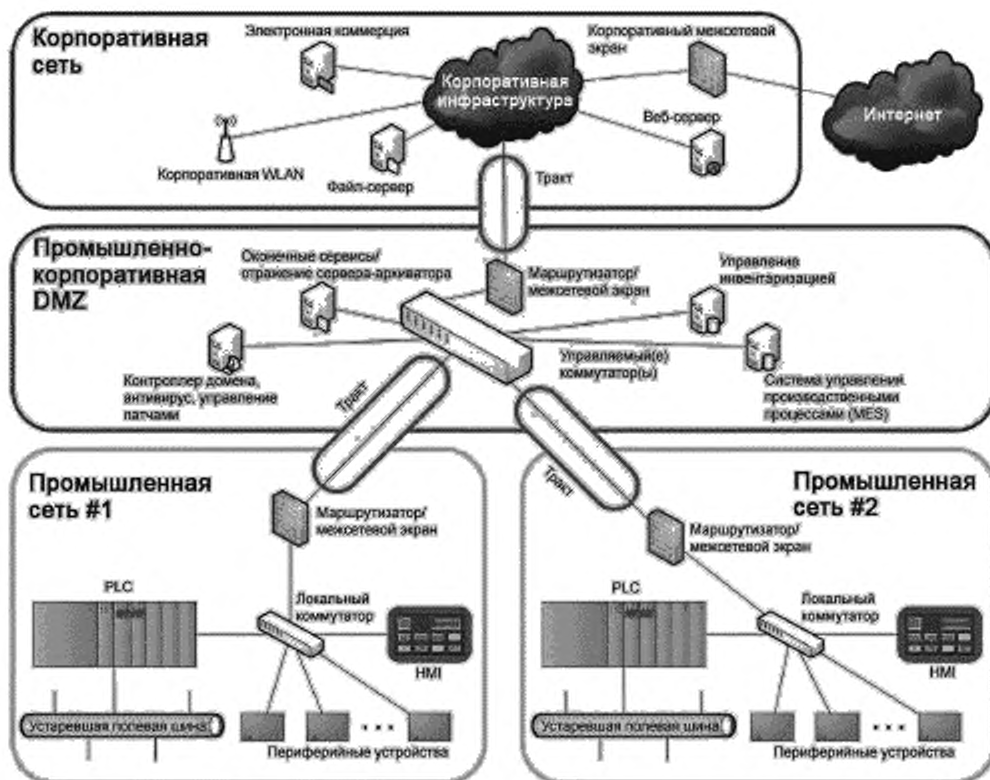 Корпоративная
сеть
Электронная коммерция
Корпоративная
инфраструктура
Корпоративный межсетевой
экран
Интернет
Веб-сервер
Корпоративная WLAN
Файл-сервер
Тракт
Промышленно-
корпоративная
DMZ
Оконечные сервисы/
отражение сервера-архиватора
Маршрутизатор/
межсетевой экран
Управление
инвентаризацией
Управляемый(е)
коммутатор(ы)
Контроллер домена,
антивирус, управление
патчами
Система управления
производственными
процессами (MES)
Тракт
Тракт
Промышленная
сеть #1
Маршрутизатор/
межсетевой экран
PLC
Локальный
коммутатор
HMI
Устаревшая полевая шина
Периферийные устройства
Промышленная
сеть #2
Маршрутизатор/
межсетевой экран
PLC
Локальный
коммутатор
HMI
Устаревшая полевая шина
Периферийные устройства